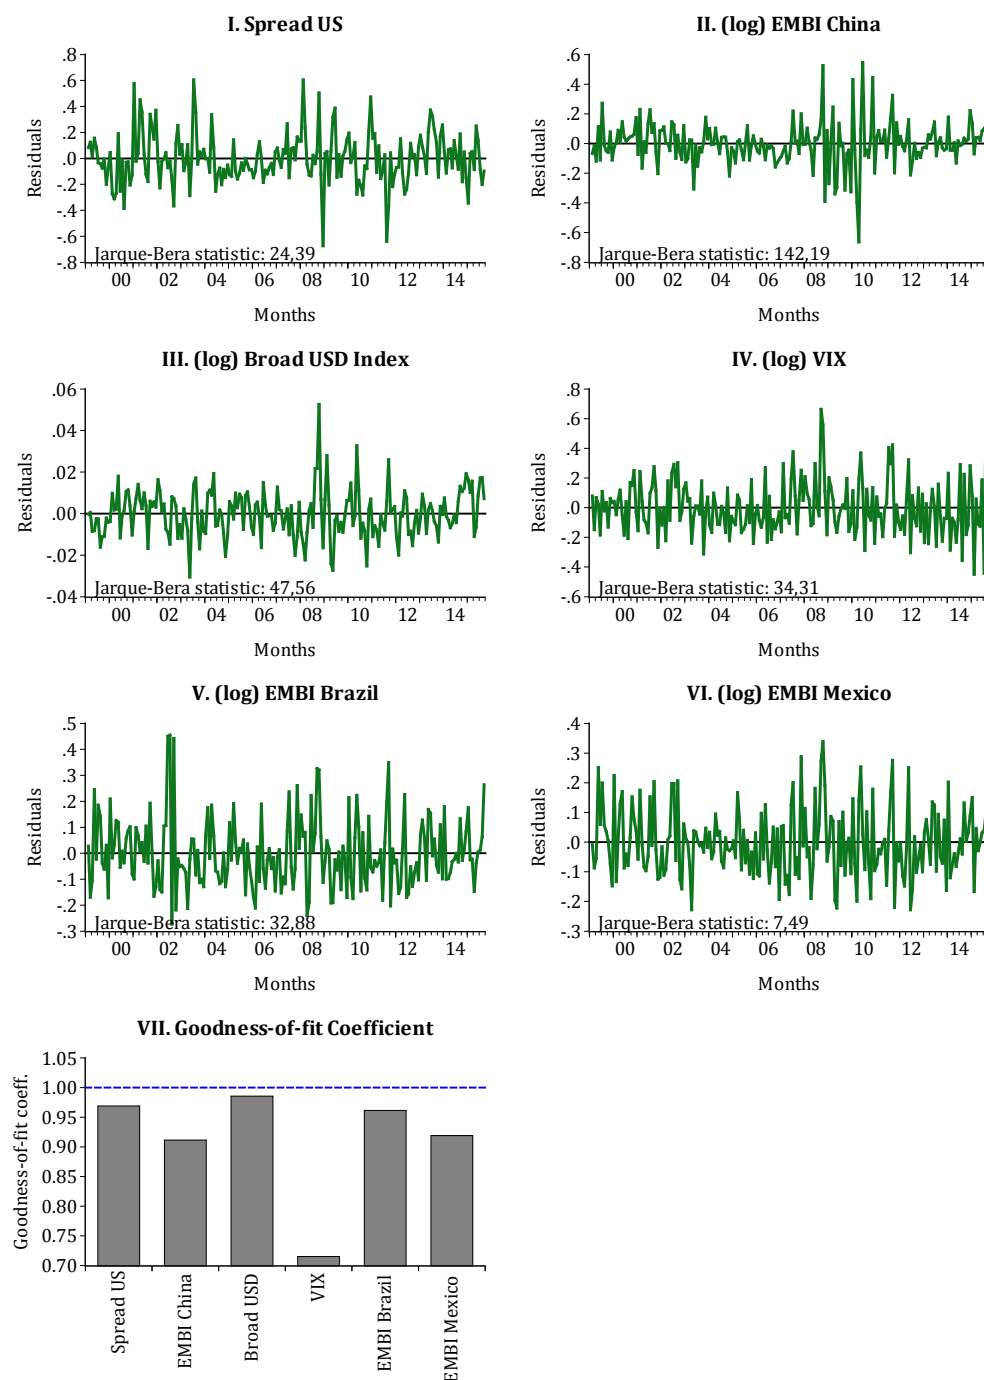 I. Spread US
.8
.6
.4
.2
.0
-.2
-.4
-.6
-.8
Residuals
Jarque-Bera statistic: 24,39
00 02 04 06 08 10 12 14
Months
II. (log) EMBI China
.6
.4
.2
.0
-.2
-.4
-.6
-.8
Residuals
Jarque-Bera statistic: 142,19
00 02 04 06 08 10 12 14
Months
III. (log) Broad USD Index
.06
.04
.02
.00
-.02
-.04
Residuals
Jarque-Bera statistic: 47,56
00 02 04 06 08 10 12 14
Months
IV. (log) VIX
.8
.6
.4
.2
.0
-.2
-.4
-.6
Residuals
Jarque-Bera statistic: 34,31
00 02 04 06 08 10 12 14
Months
V. (log) EMBI Brazil
.5
.4
.3
.2
.1
.0
-.1
-.2
-.3
Residuals
Jarque-Bera statistic: 32,88
00 02 04 06 08 10 12 14
Months
VI. (log) EMBI Mexico
.4
.3
.2
.1
.0
-.1
-.2
-.3
Residuals
Jarque-Bera statistic: 7,49
00 02 04 06 08 10 12 14
Months
VII. Goodness-of-fit Coefficient
1.05
1.00
0.95
0.90
0.85
0.80
0.75
0.70
Goodness-of-fit coeff.
Spread US
EMBI China
Broad USD
VIX
EMBI Brazil
EMBI Mexico